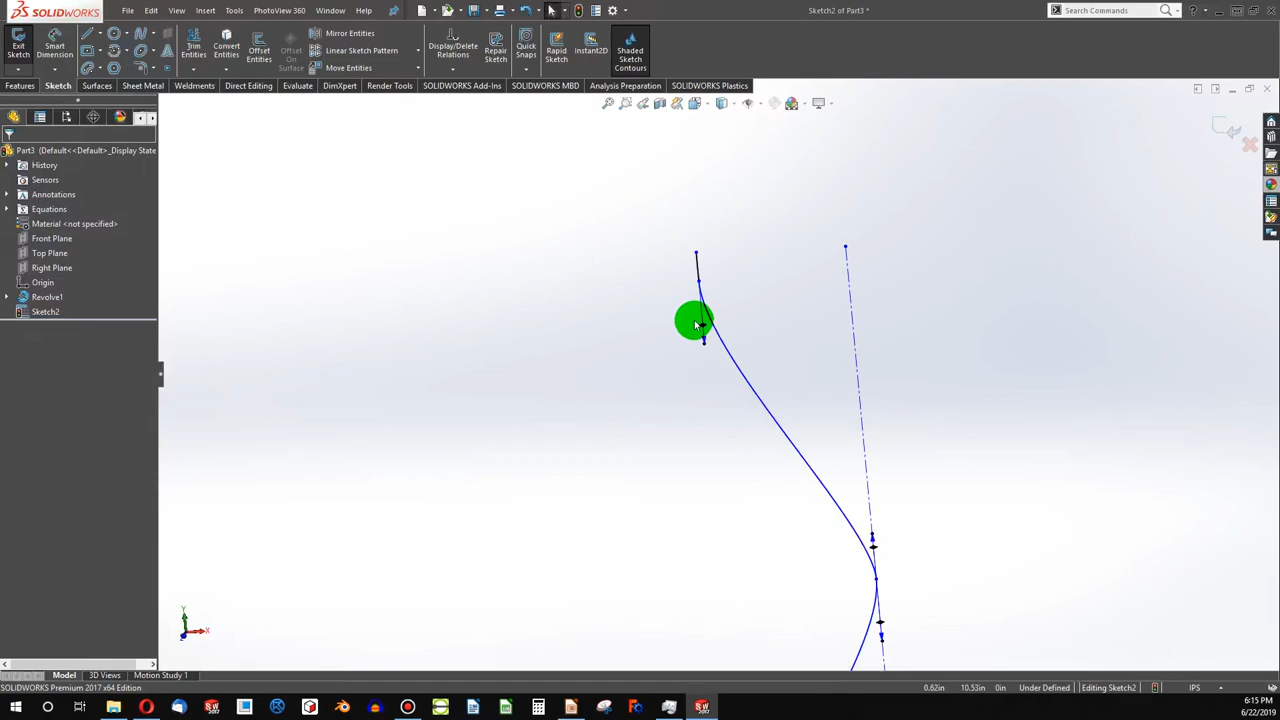 SOLIDWORKS
File Edit View Insert Tools PhotoView 360 Window Help
Sketch2 of Part3 *
Search Commands
Exit Sketch
Smart Dimension
Trim Entities
Convert Entities
Offset Entities
Offset On Surface
Mirror Entities
Linear Sketch Pattern
Move Entities
Display/Delete Relations
Repair Sketch
Quick Snaps
Rapid Sketch
Instant2D
Shaded Sketch Contours
Features Sketch Surfaces Sheet Metal Weldments Direct Editing Evaluate DimXpert Render Tools SOLIDWORKS Add-Ins SOLIDWORKS MBD Analysis Preparation SOLIDWORKS Plastics
Part3 (Default<<Default>_Display State
History
Sensors
Annotations
Equations
Material <not specified>
Front Plane
Top Plane
Right Plane
Origin
Revolve1
Sketch2
Y
X
Z
Model 3D Views Motion Study 1
SOLIDWORKS Premium 2017 x64 Edition
0.62in 10.53in 0in Under Defined Editing Sketch2 IPS
6:15 PM
6/22/2019